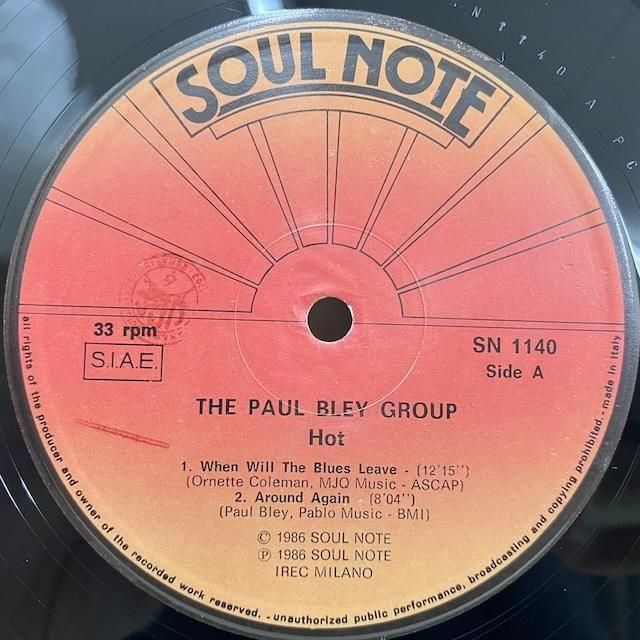 SN 1140 A
SOUL NOTE
33 rpm
S.I.A.E.
SN 1140
Side A
THE PAUL BLEY GROUP
Hot
1. When Will The Blues Leave - (12'15'')
(Ornette Coleman, MJQ Music - ASCAP)
2. Around Again - (8'04'')
(Paul Bley, Pablo Music - BMI)
© 1986 SOUL NOTE
℗ 1986 SOUL NOTE
IREC MILANO
all rights of the producer and owner of the recorded work reserved. - unauthorized public performance, broadcasting and copying prohibited. - made in Italy